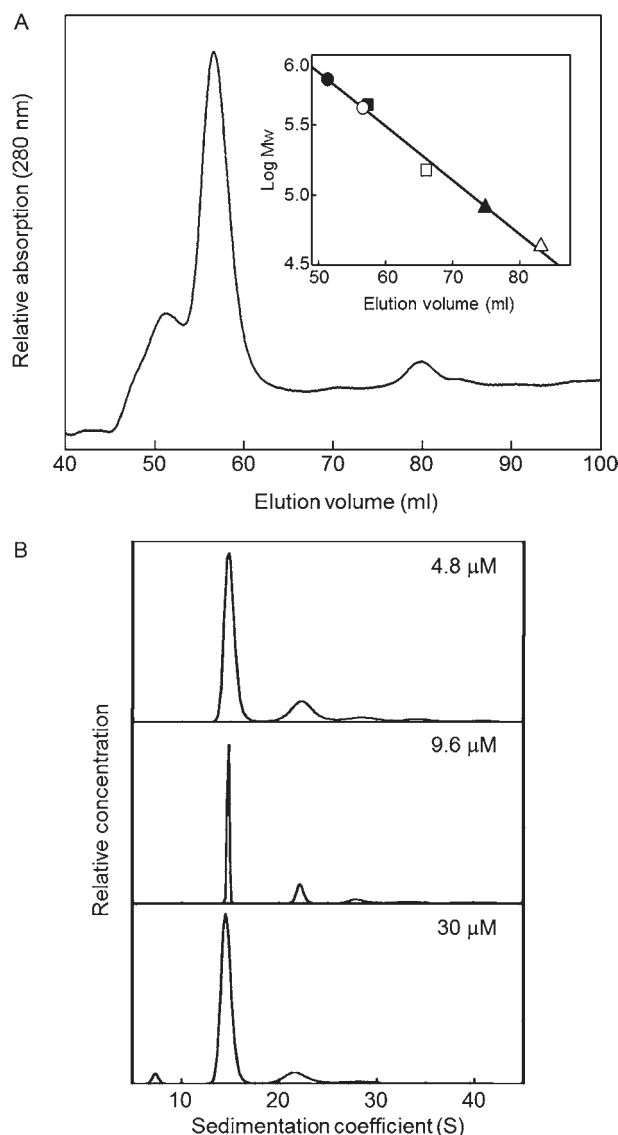 A
Relative absorption (280 nm)
6.0
5.5
5.0
4.5
Log Mw
50 60 70 80
Elution volume (ml)
40 50 60 70 80 90 100
Elution volume (ml)
B
4.8 µM
9.6 µM
30 µM
Relative concentration
10 20 30 40
Sedimentation coefficient (S)